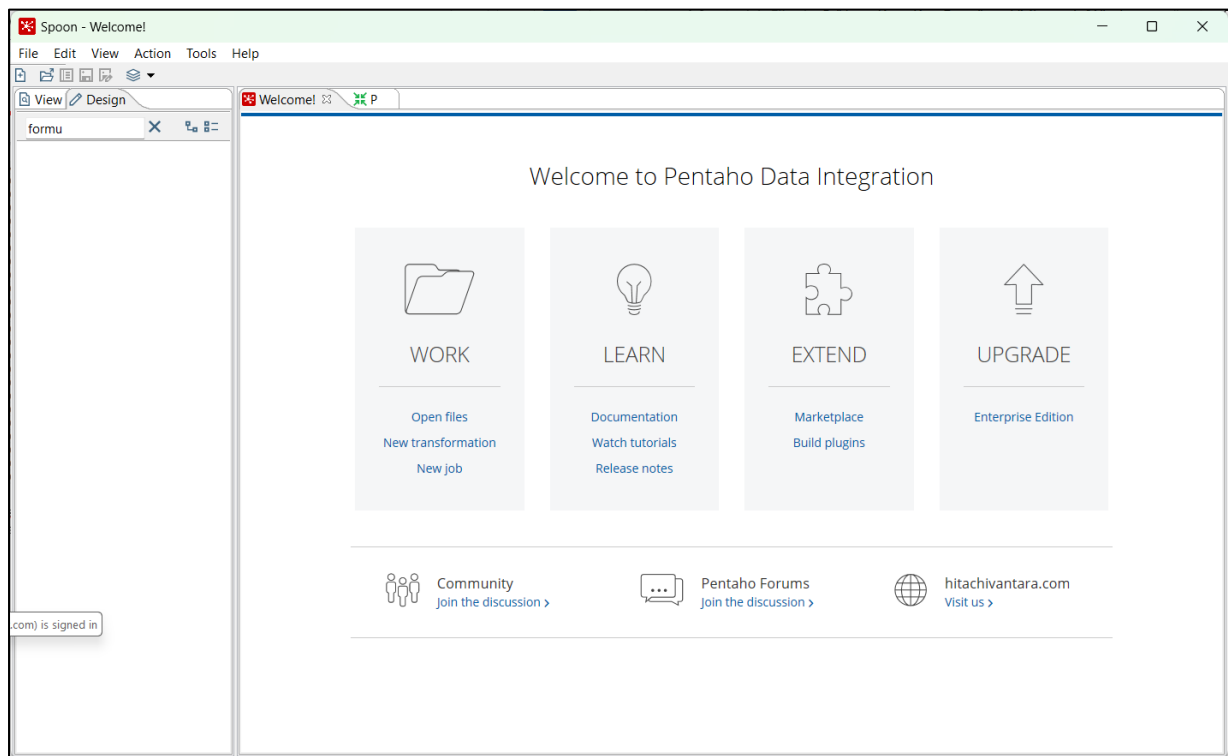 Spoon - Welcome!
File Edit View Action Tools Help
View Design
Welcome! P
formu
Welcome to Pentaho Data Integration
WORK
Open files
New transformation
New job
LEARN
Documentation
Watch tutorials
Release notes
EXTEND
Marketplace
Build plugins
UPGRADE
Enterprise Edition
Community
Join the discussion >
Pentaho Forums
Join the discussion >
hitachivantara.com
Visit us >
.com) is signed in